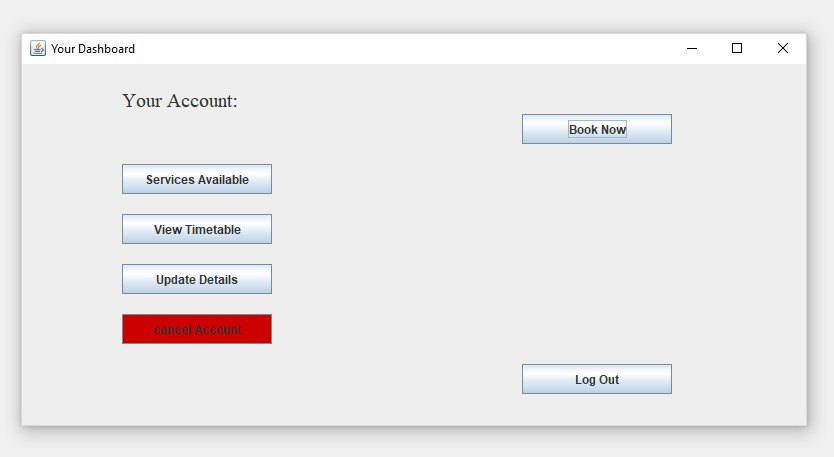 Your Dashboard
Your Account:
Book Now
Services Available
View Timetable
Update Details
cancel Account
Log Out